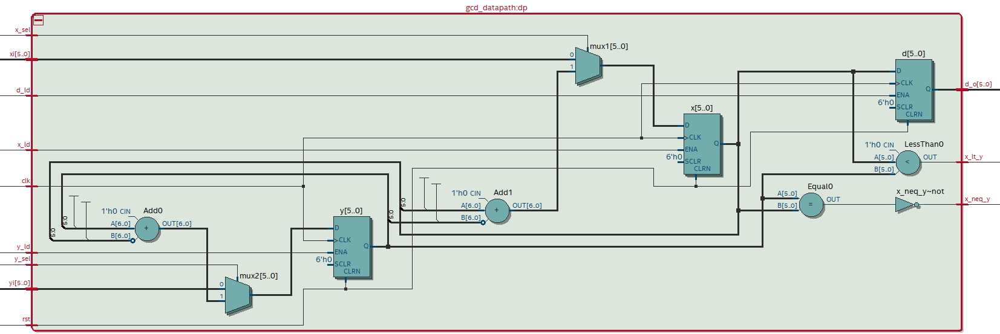 gcd_datapath:dp
x_sel
mux1[5..0]
xi[5..0]
0
1
d[5..0]
D
CLK
ENA
6'h0
SCLR
CLRN
Q
d_o[5..0]
d_ld
x[5..0]
D
CLK
ENA
6'h0
SCLR
CLRN
Q
x_ld
LessThan0
1'h0 CIN
A[5..0]
B[5..0]
<
OUT
x_lt_y
clk
Add1
1'h0 CIN
A[6..0]
B[6..0]
+
OUT[6..0]
5:0
5:0
Equal0
A[5..0]
B[5..0]
=
OUT
x_neq_y~not
x_neq_y
Add0
1'h0 CIN
A[6..0]
B[6..0]
+
OUT[6..0]
5:0
5:0
y[5..0]
D
CLK
ENA
6'h0
SCLR
CLRN
Q
y_ld
y_sel
mux2[5..0]
yi[5..0]
0
1
rst